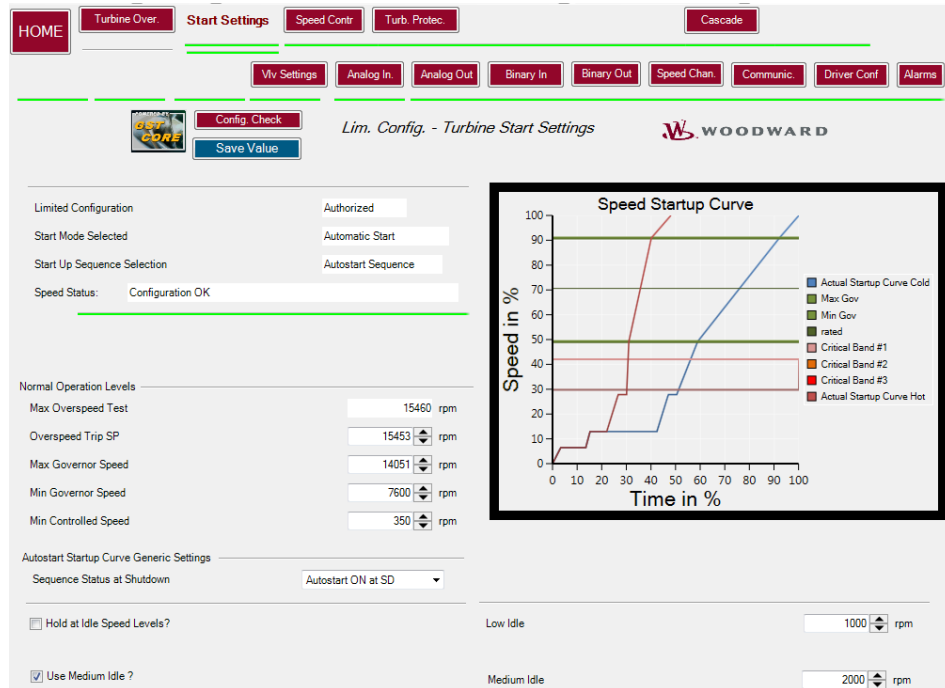 HOME
Turbine Over.
Start Settings
Speed Contr
Turb. Protec.
Cascade
Vlv Settings
Analog In.
Analog Out
Binary In
Binary Out
Speed Chan.
Communic.
Driver Conf
Alarms
POWERED BY
GST
CORE
Config. Check
Save Value
Lim. Config. - Turbine Start Settings
WOODWARD
Limited Configuration Authorized
Start Mode Selected Automatic Start
Start Up Sequence Selection Autostart Sequence
Speed Status: Configuration OK
Speed Startup Curve
Speed in %
100
90
80
70
60
50
40
30
20
10
0
0 10 20 30 40 50 60 70 80 90 100
Time in %
Actual Startup Curve Cold
Max Gov
Min Gov
rated
Critical Band #1
Critical Band #2
Critical Band #3
Actual Startup Curve Hot
Normal Operation Levels
Max Overspeed Test 15460 rpm
Overspeed Trip SP 15453 rpm
Max Governor Speed 14051 rpm
Min Governor Speed 7600 rpm
Min Controlled Speed 350 rpm
Autostart Startup Curve Generic Settings
Sequence Status at Shutdown Autostart ON at SD
Hold at Idle Speed Levels?
Low Idle 1000 rpm
Use Medium Idle ?
Medium Idle 2000 rpm